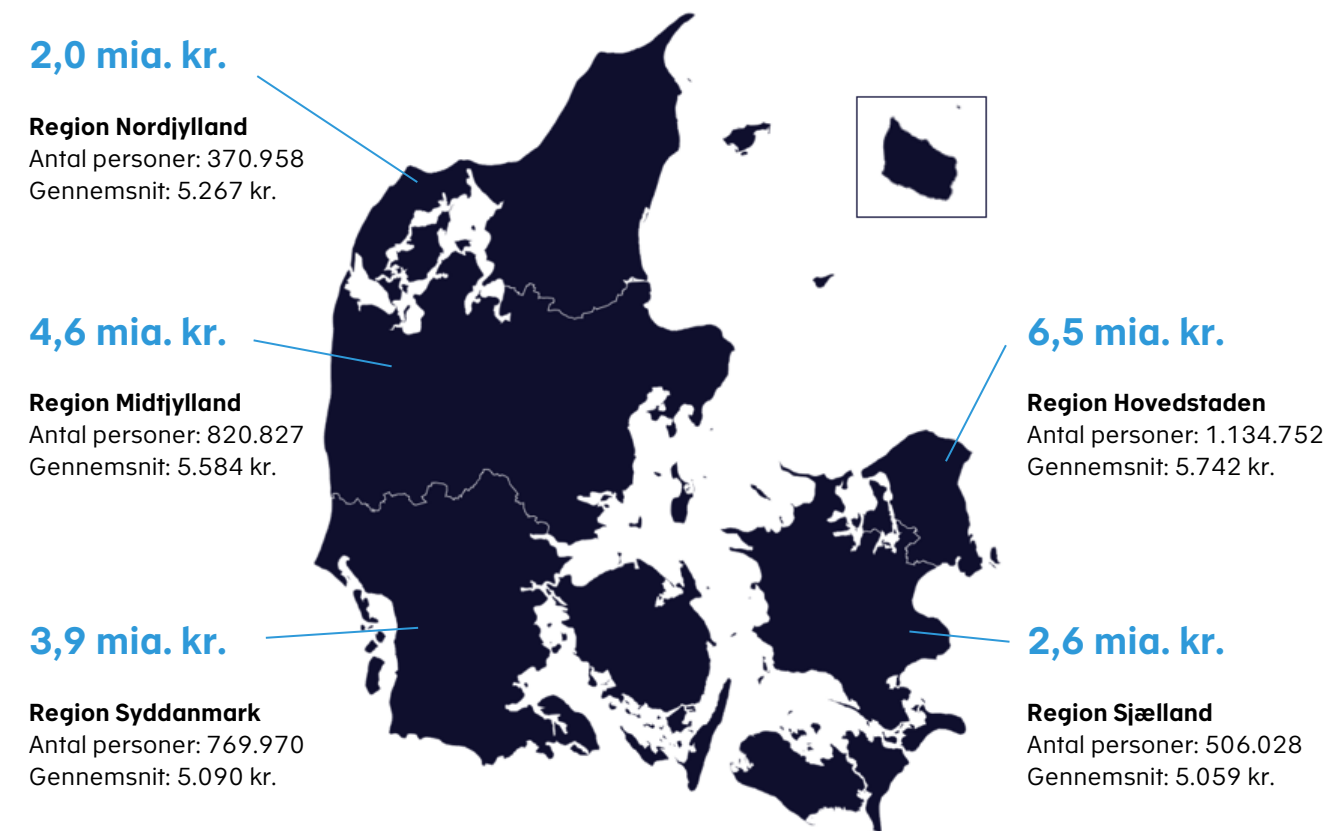 2,0 mia. kr.
Region Nordjylland
Antal personer: 370.958
Gennemsnit: 5.267 kr.
4,6 mia. kr.
Region Midtjylland
Antal personer: 820.827
Gennemsnit: 5.584 kr.
3,9 mia. kr.
Region Syddanmark
Antal personer: 769.970
Gennemsnit: 5.090 kr.
6,5 mia. kr.
Region Hovedstaden
Antal personer: 1.134.752
Gennemsnit: 5.742 kr.
2,6 mia. kr.
Region Sjælland
Antal personer: 506.028
Gennemsnit: 5.059 kr.